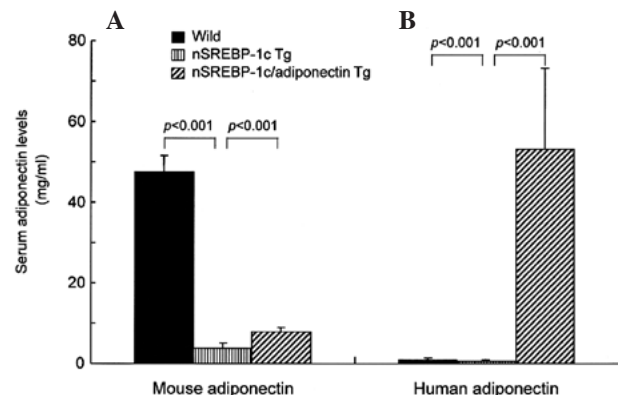 A
B
Wild
nSREBP-1c Tg
nSREBP-1c/adiponectin Tg
p<0.001
p<0.001
p<0.001
p<0.001
Serum adiponectin levels
(mg/ml)
80
60
40
20
0
Mouse adiponectin
Human adiponectin